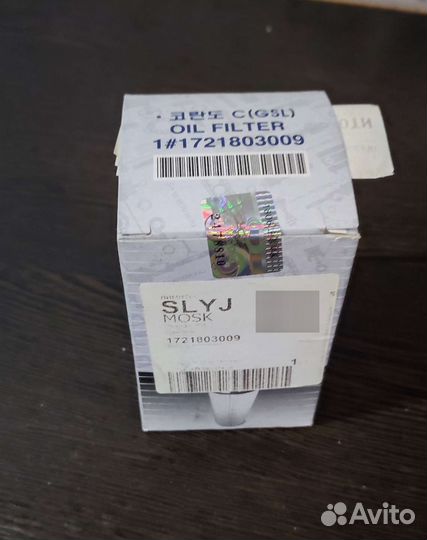 • 코란도 C(GSL)
OIL FILTER
1#1721803009
SLYJ
MOSK
1721803009
1
Avito